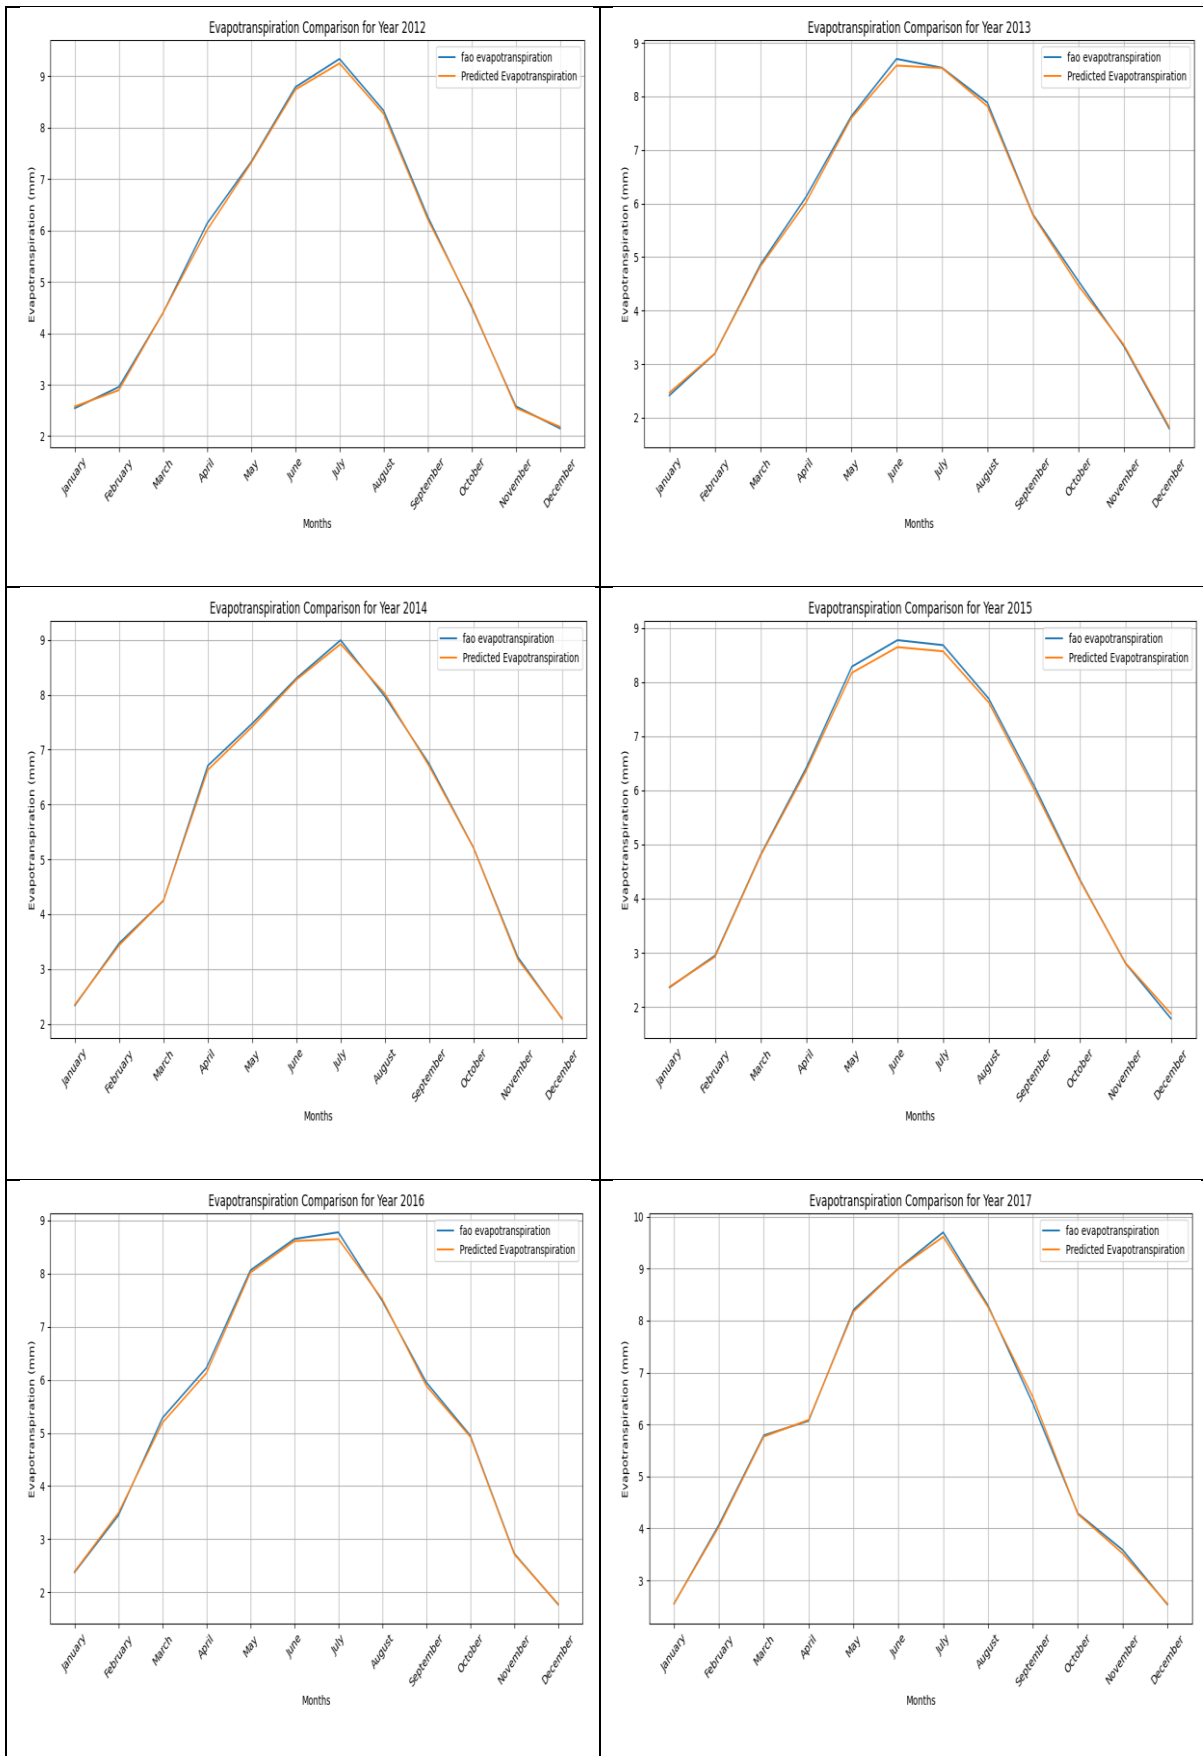 Evapotranspiration Comparison for Year 2012
fao evapotranspiration
Predicted Evapotranspiration
9
8
7
6
5
4
3
2
Evapotranspiration (mm)
January
February
March
April
May
June
July
August
September
October
November
December
Months
Evapotranspiration Comparison for Year 2013
fao evapotranspiration
Predicted Evapotranspiration
9
8
7
6
5
4
3
2
Evapotranspiration (mm)
January
February
March
April
May
June
July
August
September
October
November
December
Months
Evapotranspiration Comparison for Year 2014
fao evapotranspiration
Predicted Evapotranspiration
9
8
7
6
5
4
3
2
Evapotranspiration (mm)
January
February
March
April
May
June
July
August
September
October
November
December
Months
Evapotranspiration Comparison for Year 2015
fao evapotranspiration
Predicted Evapotranspiration
9
8
7
6
5
4
3
2
Evapotranspiration (mm)
January
February
March
April
May
June
July
August
September
October
November
December
Months
Evapotranspiration Comparison for Year 2016
fao evapotranspiration
Predicted Evapotranspiration
9
8
7
6
5
4
3
2
Evapotranspiration (mm)
January
February
March
April
May
June
July
August
September
October
November
December
Months
Evapotranspiration Comparison for Year 2017
fao evapotranspiration
Predicted Evapotranspiration
10
9
8
7
6
5
4
3
Evapotranspiration (mm)
January
February
March
April
May
June
July
August
September
October
November
December
Months